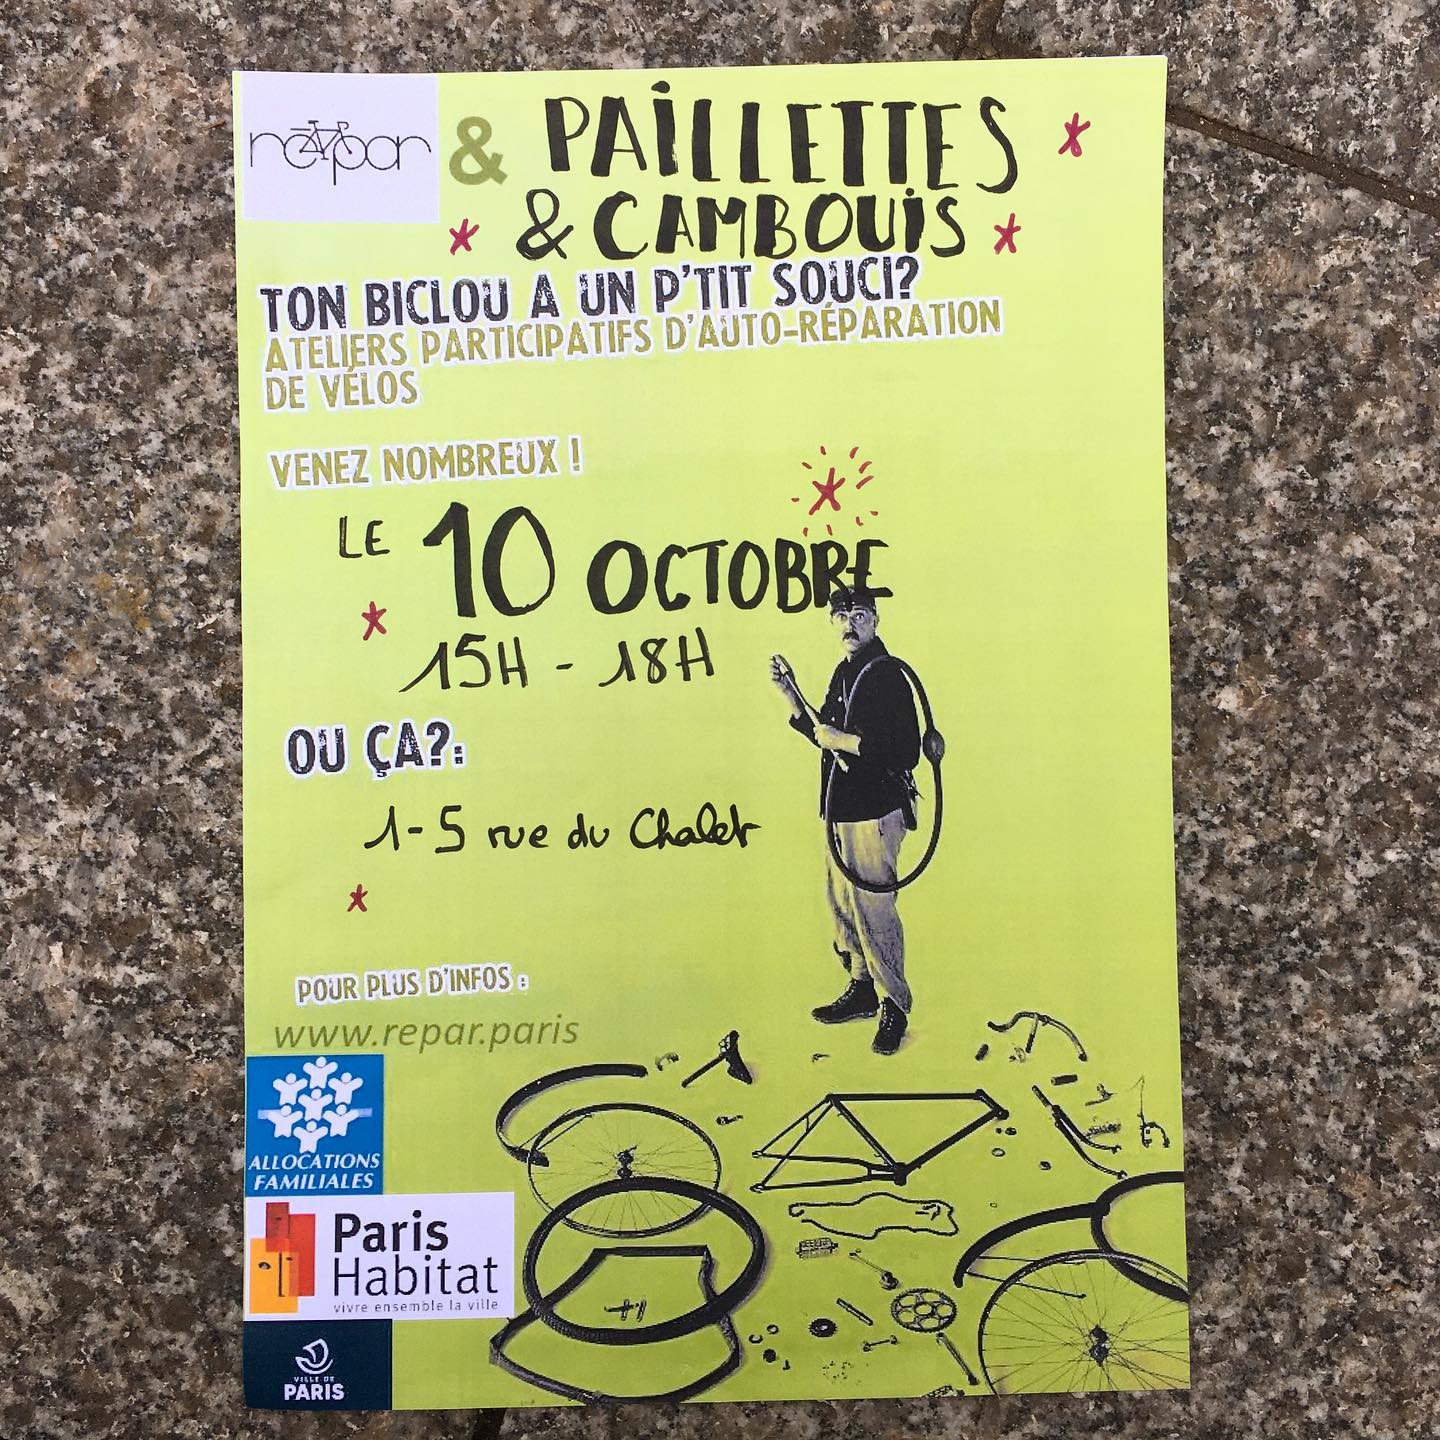 repar & PAILLETTES
& CAMBOUIS
TON BICLOU A UN P'TIT SOUCI?
ATELIERS PARTICIPATIFS D'AUTO-RÉPARATION
DE VÉLOS
VENEZ NOMBREUX !
LE 10 OCTOBRE
15H - 18H
OU ÇA?:
1-5 rue du Chalet
POUR PLUS D'INFOS :
www.repar.paris
ALLOCATIONS
FAMILIALES
Paris
Habitat
vivre ensemble la ville
VILLE DE
PARIS